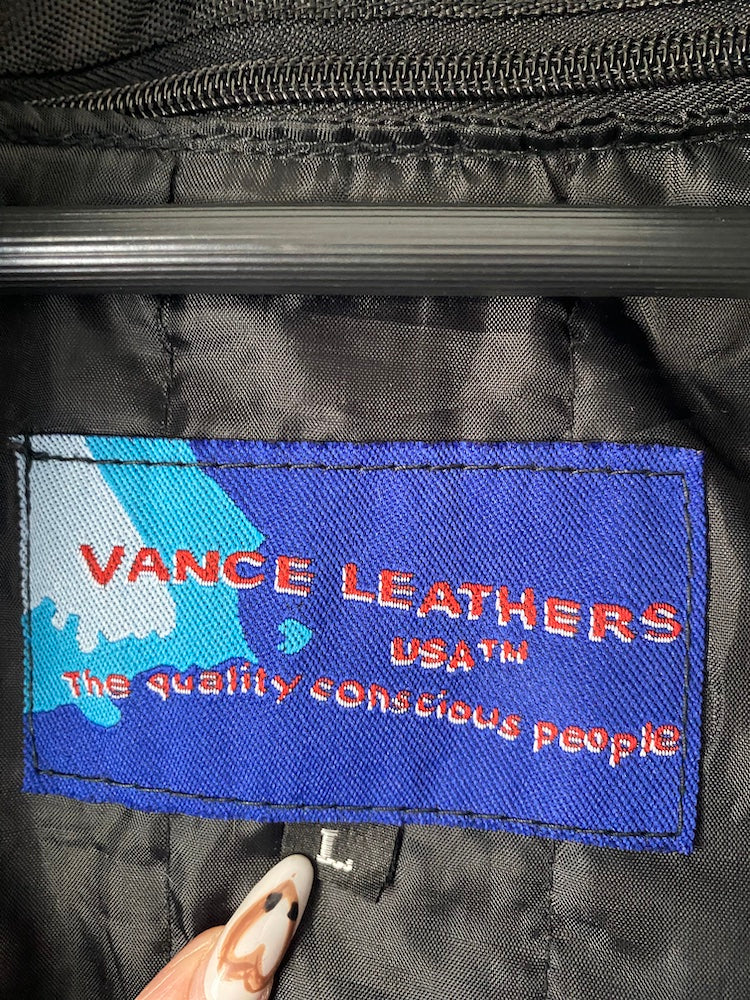 VANCE LEATHERS
USA™
The quality conscious people
L